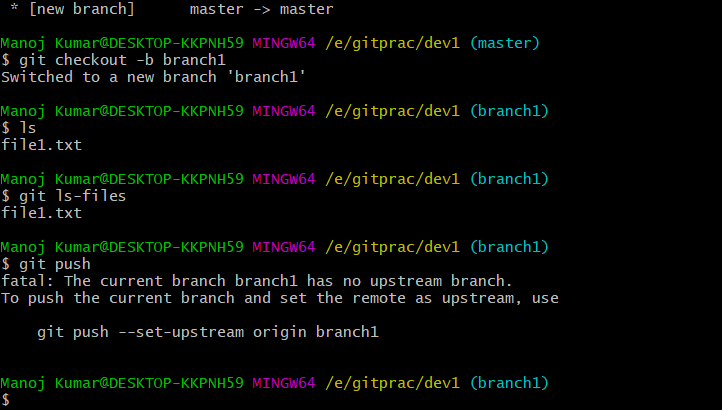 * [new branch]      master -> master
Manoj Kumar@DESKTOP-KKPNH59 MINGW64 /e/gitprac/dev1 (master)
$ git checkout -b branch1
Switched to a new branch 'branch1'
Manoj Kumar@DESKTOP-KKPNH59 MINGW64 /e/gitprac/dev1 (branch1)
$ ls
file1.txt
Manoj Kumar@DESKTOP-KKPNH59 MINGW64 /e/gitprac/dev1 (branch1)
$ git ls-files
file1.txt
Manoj Kumar@DESKTOP-KKPNH59 MINGW64 /e/gitprac/dev1 (branch1)
$ git push
fatal: The current branch branch1 has no upstream branch.
To push the current branch and set the remote as upstream, use
    git push --set-upstream origin branch1
Manoj Kumar@DESKTOP-KKPNH59 MINGW64 /e/gitprac/dev1 (branch1)
$